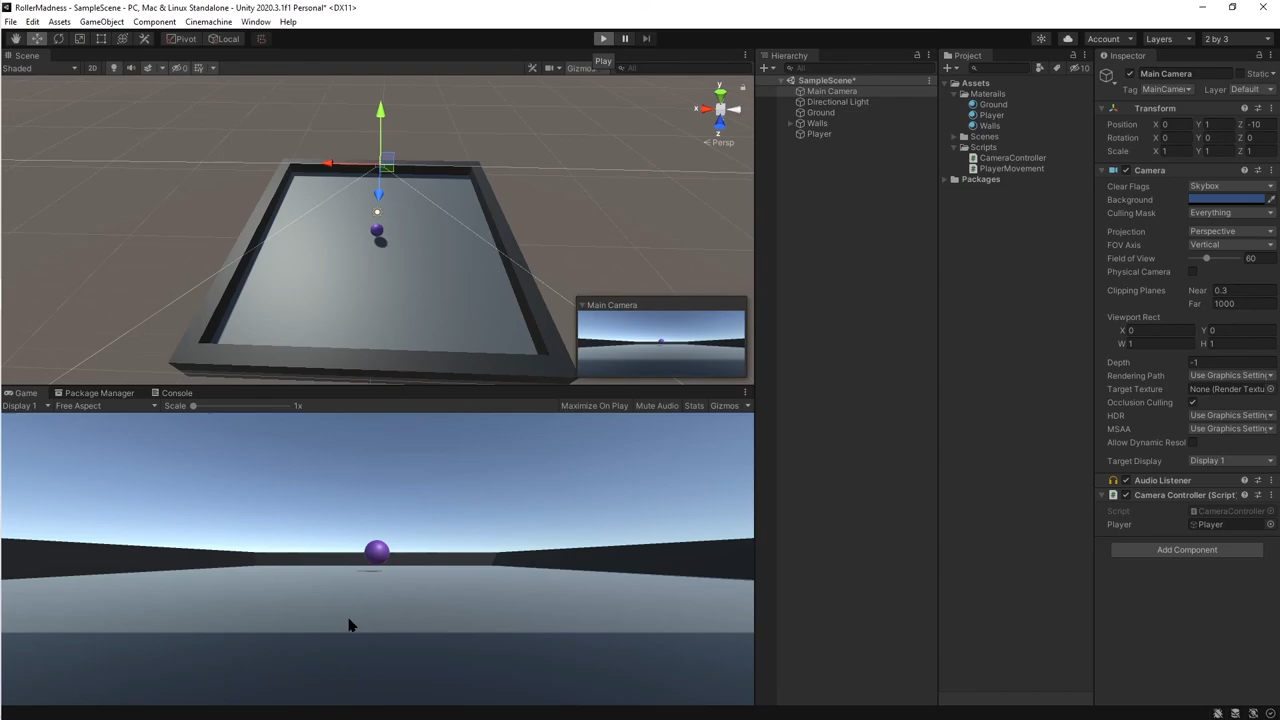 RollerMadness - SampleScene - PC, Mac & Linux Standalone - Unity 2020.3.1f1 Personal* <DX11>
File Edit Assets GameObject Component Cinemachine Window Help
Pivot Local Account Layers 2 by 3
Scene
Shaded 2D 0 Gizmos All
Play
y
x
z
Persp
Main Camera
Game Package Manager Console
Display 1 Free Aspect Scale 1x Maximize On Play Mute Audio Stats Gizmos
Hierarchy
All
SampleScene*
Main Camera
Directional Light
Ground
Walls
Player
Project
10
Assets
Materails
Ground
Player
Walls
Scenes
Scripts
CameraController
PlayerMovement
Packages
Inspector
Main Camera Static
Tag MainCamer Layer Default
Transform
Position X 0 Y 1 Z -10
Rotation X 0 Y 0 Z 0
Scale X 1 Y 1 Z 1
Camera
Clear Flags Skybox
Background
Culling Mask Everything
Projection Perspective
FOV Axis Vertical
Field of View 60
Physical Camera
Clipping Planes Near 0.3
Far 1000
Viewport Rect
X 0 Y 0
W 1 H 1
Depth -1
Rendering Path Use Graphics Setting
Target Texture None (Render Textu
Occlusion Culling
HDR Use Graphics Setting
MSAA Use Graphics Setting
Allow Dynamic Resol
Target Display Display 1
Audio Listener
Camera Controller (Script)
Script CameraController
Player Player
Add Component